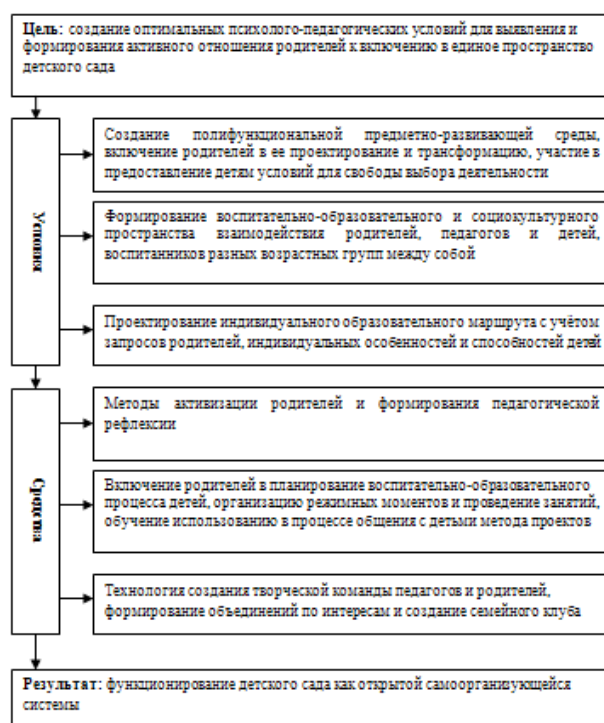 Цель: создание оптимальных психолого-педагогических условий для выявления и
формирования активного отношения родителей к включению в единое пространство
детского сада
Условия
Создание полифункциональной предметно-развивающей среды,
включение родителей в ее проектирование и трансформацию, участие в
предоставление детям условий для свободы выбора деятельности
Формирование воспитательно-образовательного и социокультурного
пространства взаимодействия родителей, педагогов и детей,
воспитанников разных возрастных групп между собой
Проектирование индивидуального образовательного маршрута с учётом
запросов родителей, индивидуальных особенностей и способностей детей
Средства
Методы активизации родителей и формирования педагогической
рефлексии
Включение родителей в планирование воспитательно-образовательного
процесса детей, организацию режимных моментов и проведение занятий,
обучение использованию в процессе общения с детьми метода проектов
Технология создания творческой команды педагогов и родителей,
формирование объединений по интересам и создание семейного клуба
Результат: функционирование детского сада как открытой самоорганизующейся
системы